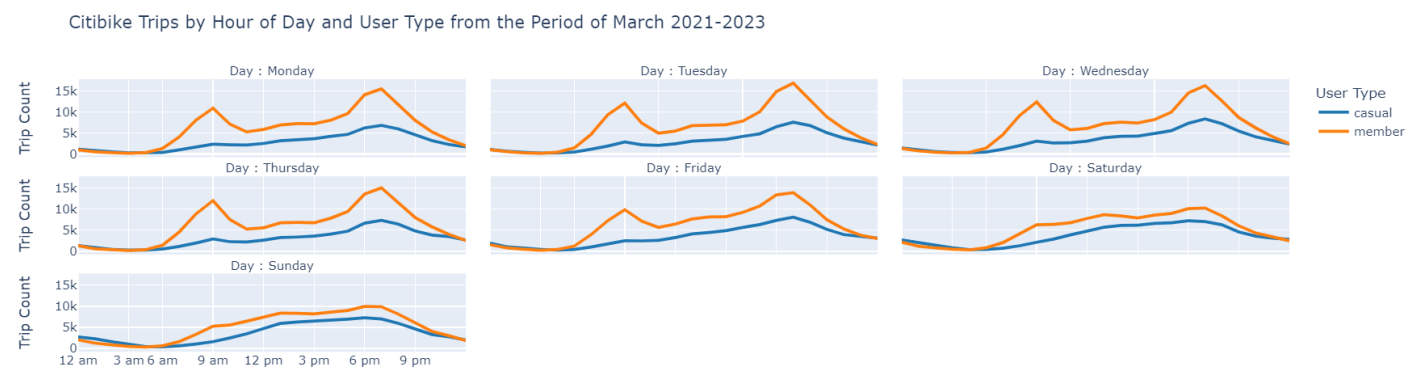 Citibike Trips by Hour of Day and User Type from the Period of March 2021-2023
Day : Monday
Day : Tuesday
Day : Wednesday
User Type
casual
member
Trip Count
15k
10k
5k
0
Day : Thursday
Day : Friday
Day : Saturday
Trip Count
15k
10k
5k
0
Day : Sunday
Trip Count
15k
10k
5k
0
12 am 3 am 6 am 9 am 12 pm 3 pm 6 pm 9 pm